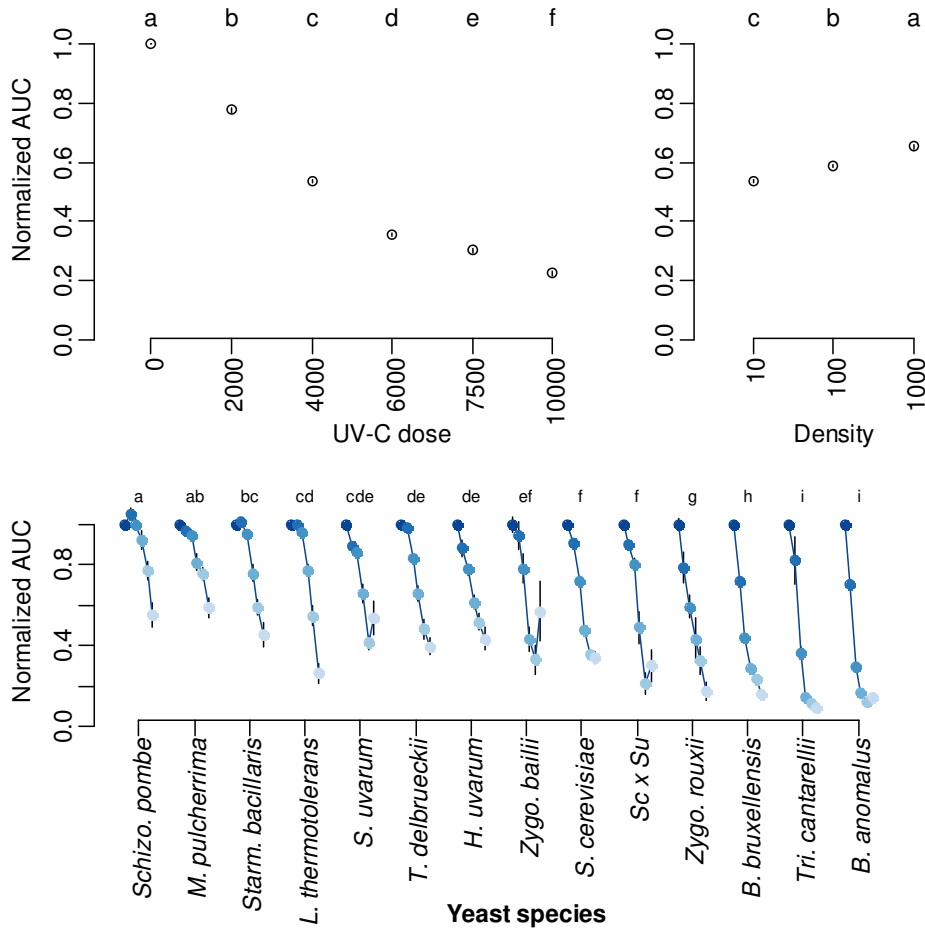 a b c d e f
c b a
Normalized AUC
1.0
0.8
0.6
0.4
0.2
0.0
1.0
0.8
0.6
0.4
0.2
0.0
0 2000 4000 6000 7500 10000
UV-C dose
10 100 1000
Density
a ab bc cd cde de de ef f f g h i i
Normalized AUC
0.8
0.4
0.0
Schizo. pombe
M. pulcherrima
Starm. bacillaris
L. thermotolerans
S. uvarum
T. delbrueckii
H. uvarum
Zygo. bailii
S. cerevisiae
Sc x Su
Zygo. rouxii
B. bruxellensis
Tri. cantarellii
B. anomalus
Yeast species